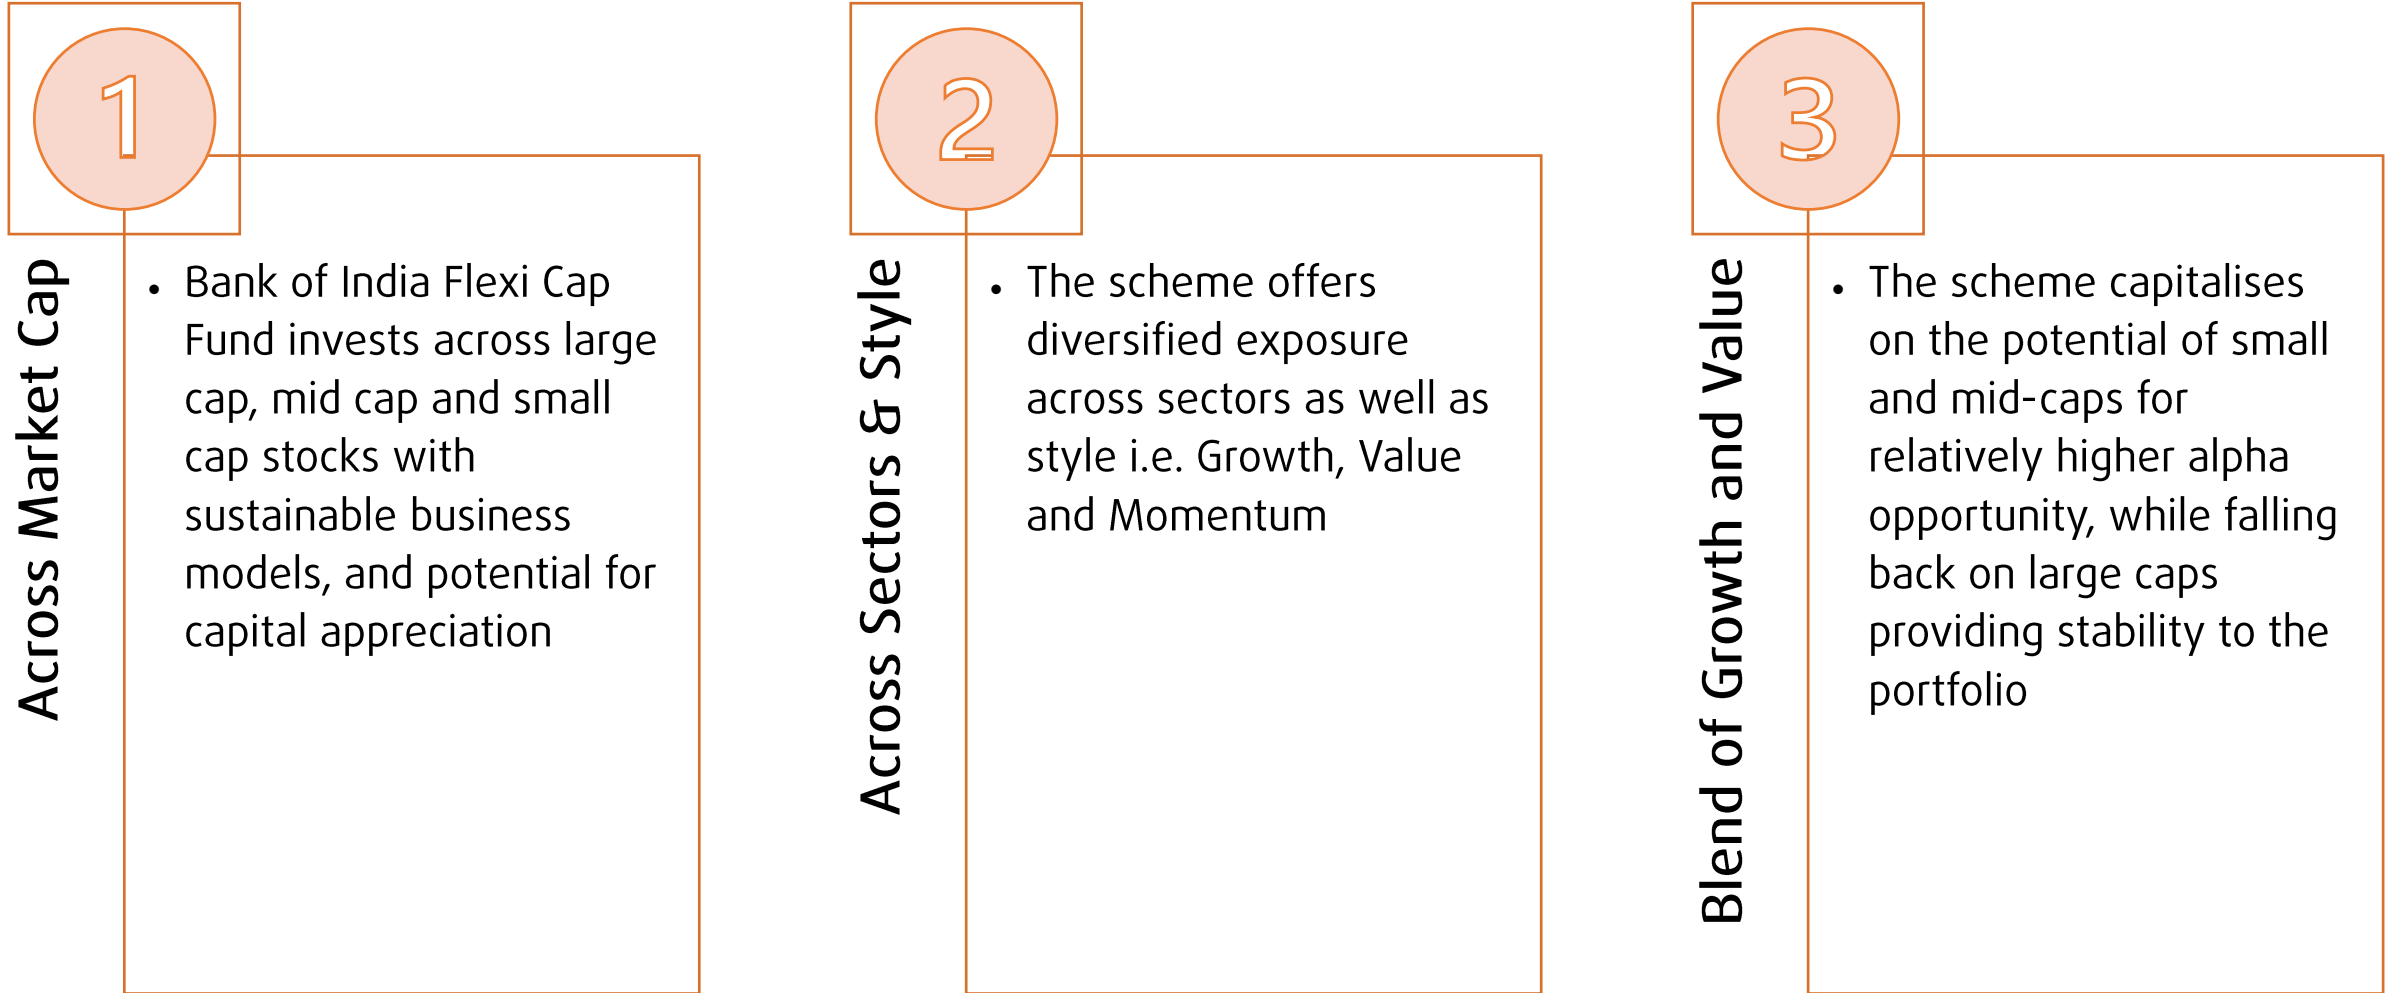 1
Across Market Cap
• Bank of India Flexi Cap
Fund invests across large
cap, mid cap and small
cap stocks with
sustainable business
models, and potential for
capital appreciation
2
Across Sectors & Style
• The scheme offers
diversified exposure
across sectors as well as
style i.e. Growth, Value
and Momentum
3
Blend of Growth and Value
• The scheme capitalises
on the potential of small
and mid-caps for
relatively higher alpha
opportunity, while falling
back on large caps
providing stability to the
portfolio